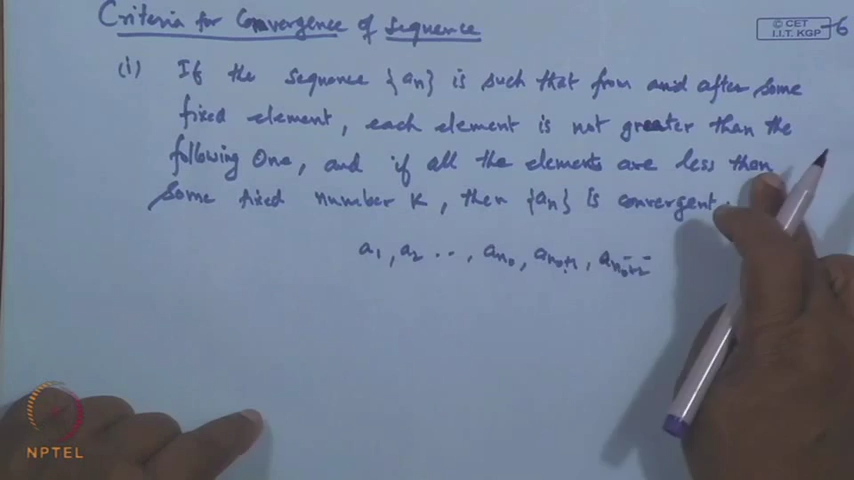 Criteria for Convergence of Sequence
© CET
I.I.T. KGP
-6
(i) If the sequence {an} is such that from and after some
fixed element, each element is not greater than the
following One, and if all the elements are less than
some fixed number K, then {an} is convergent.
a1, a2 ..., an0, an0+1, an0+2 --
NPTEL